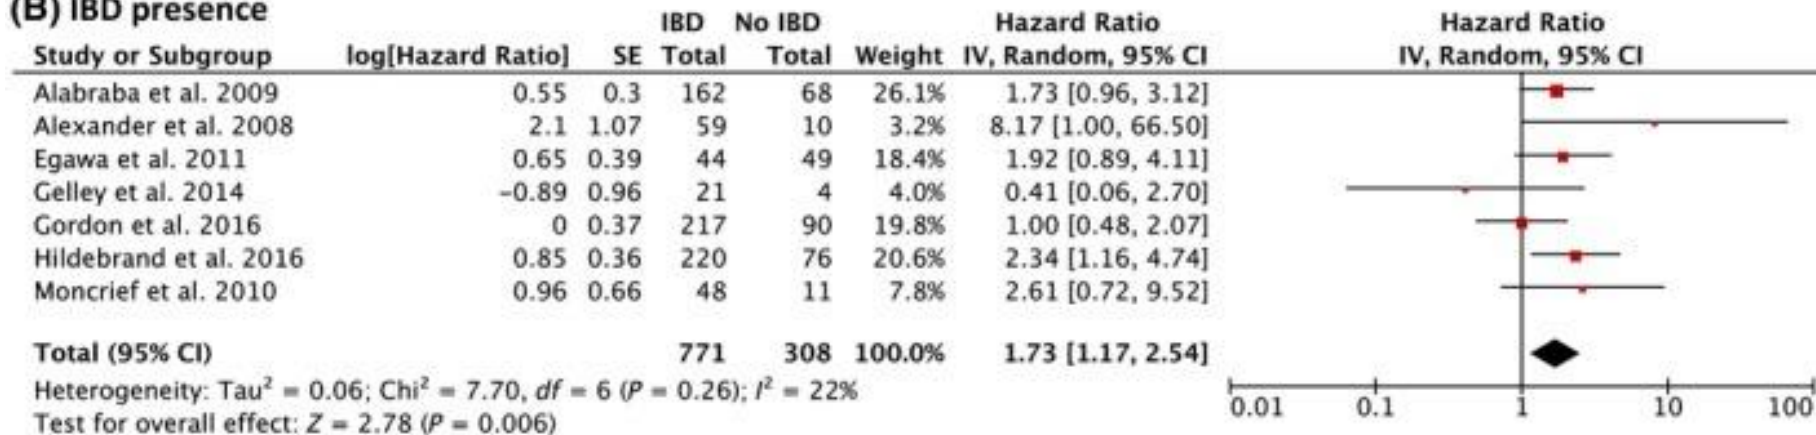 (B) IBD presence
IBD No IBD Hazard Ratio Hazard Ratio
Study or Subgroup log[Hazard Ratio] SE Total Total Weight IV, Random, 95% CI IV, Random, 95% CI
Alabraba et al. 2009 0.55 0.3 162 68 26.1% 1.73 [0.96, 3.12]
Alexander et al. 2008 2.1 1.07 59 10 3.2% 8.17 [1.00, 66.50]
Egawa et al. 2011 0.65 0.39 44 49 18.4% 1.92 [0.89, 4.11]
Gelley et al. 2014 −0.89 0.96 21 4 4.0% 0.41 [0.06, 2.70]
Gordon et al. 2016 0 0.37 217 90 19.8% 1.00 [0.48, 2.07]
Hildebrand et al. 2016 0.85 0.36 220 76 20.6% 2.34 [1.16, 4.74]
Moncrief et al. 2010 0.96 0.66 48 11 7.8% 2.61 [0.72, 9.52]
Total (95% CI) 771 308 100.0% 1.73 [1.17, 2.54]
Heterogeneity: Tau² = 0.06; Chi² = 7.70, df = 6 (P = 0.26); I² = 22%
0.01 0.1 1 10 100
Test for overall effect: Z = 2.78 (P = 0.006)